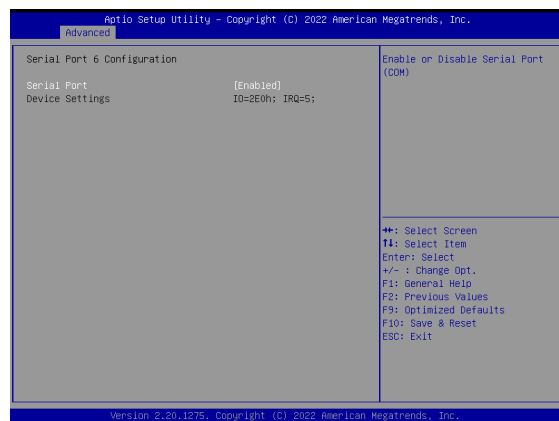 Aptio Setup Utility – Copyright (C) 2022 American Megatrends, Inc.
Advanced
Serial Port 6 Configuration
Serial Port [Enabled]
Device Settings IO=2E0h; IRQ=5;
Enable or Disable Serial Port
(COM)
→←: Select Screen
↑↓: Select Item
Enter: Select
+/- : Change Opt.
F1: General Help
F2: Previous Values
F9: Optimized Defaults
F10: Save & Reset
ESC: Exit
Version 2.20.1275. Copyright (C) 2022 American Megatrends, Inc.